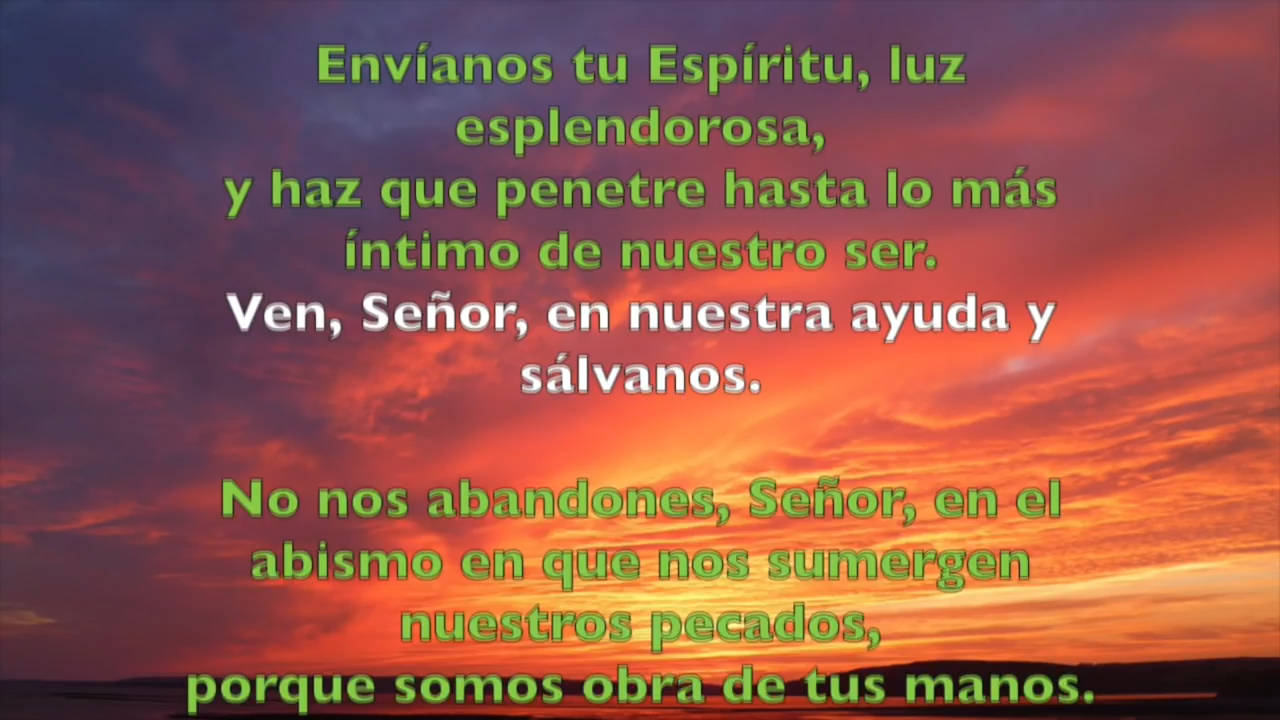 Envíanos tu Espíritu, luz
esplendorosa,
y haz que penetre hasta lo más
íntimo de nuestro ser.
Ven, Señor, en nuestra ayuda y
sálvanos.
No nos abandones, Señor, en el
abismo en que nos sumergen
nuestros pecados,
porque somos obra de tus manos.